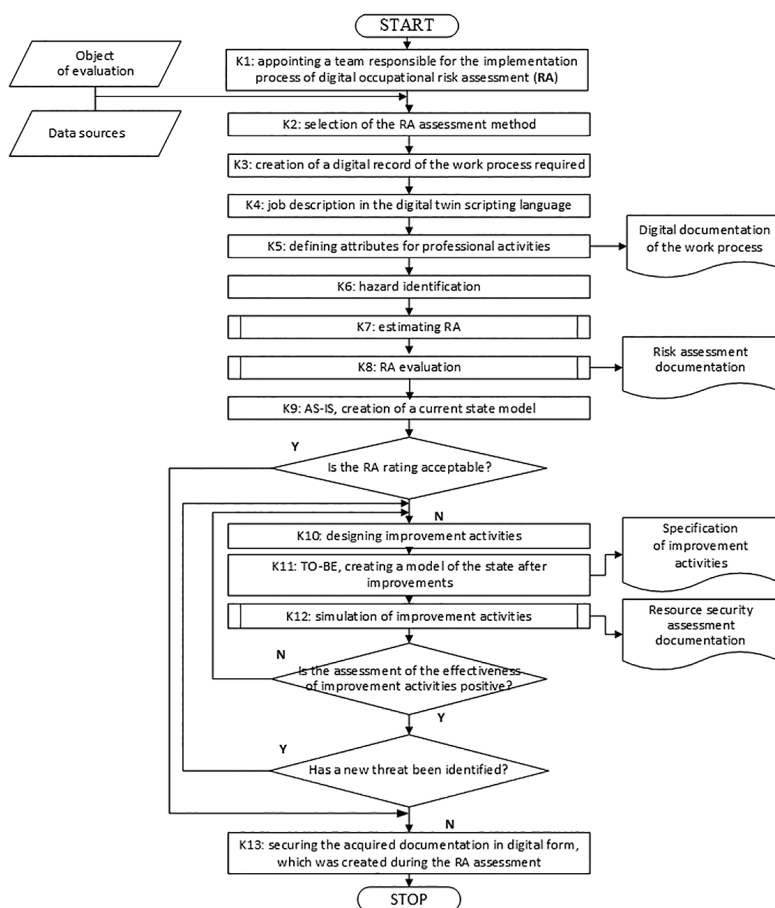 START
Object
of evaluation
K1: appointing a team responsible for the implementation
process of digital occupational risk assessment (RA)
Data sources
K2: selection of the RA assessment method
K3: creation of a digital record of the work process required
K4: job description in the digital twin scripting language
K5: defining attributes for professional activities
Digital documentation
of the work process
K6: hazard identification
K7: estimating RA
K8: RA evaluation
Risk assessment
documentation
K9: AS-IS, creation of a current state model
Y
Is the RA rating acceptable?
N
K10: designing improvement activities
Specification
of improvement
activities
K11: TO-BE, creating a model of the state after
improvements
K12: simulation of improvement activities
Resource security
assessment
documentation
N
Is the assessment of the effectiveness
of improvement activities positive?
Y
Y
Has a new threat been identified?
N
K13: securing the acquired documentation in digital form,
which was created during the RA assessment
STOP